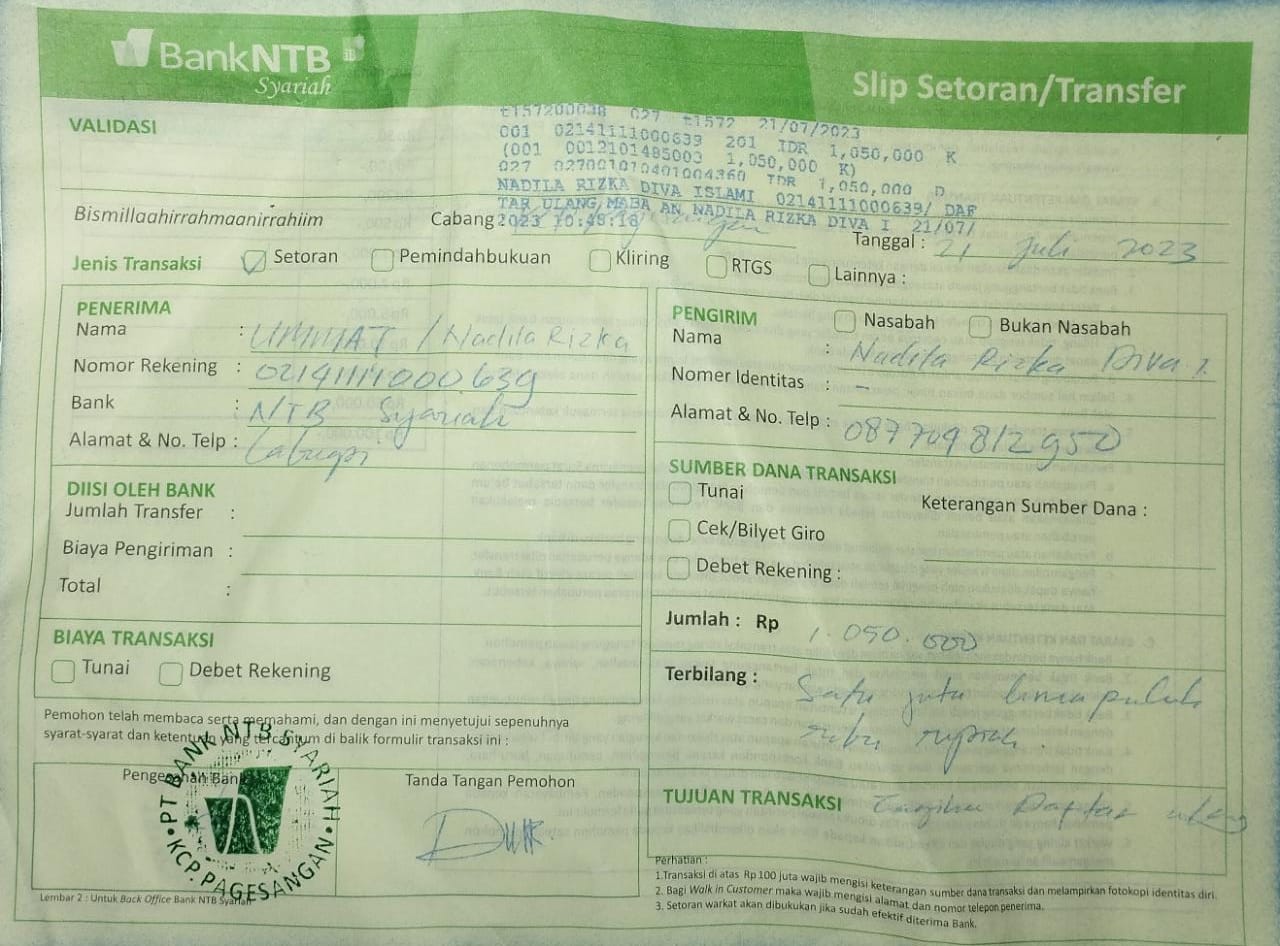 BankNTB
Syariah
Slip Setoran/Transfer
VALIDASI
t157200038 027 t1572 21/07/2023
001 02141111000639 201 IDR 1,050,000 K
(001 0012101495003 1,050,000 K)
027 027001070401004360 IDR 1,050,000 D
NADILA RIZKA DIVA ISLAMI 02141111000639/ DAF
TAR ULANG MABA AN NADILA RIZKA DIVA I 21/07/
2023 10:48:18
Bismillaahirrahmaanirrahiim
Cabang
Tanggal : 21 Juli 2023
Jenis Transaksi Setoran Pemindahbukuan Kliring RTGS Lainnya :
PENERIMA
Nama : UMMAT / Nadila Rizka
Nomor Rekening : 02141111000639
Bank : NTB Syariah
Alamat & No. Telp :
DIISI OLEH BANK
Jumlah Transfer :
Biaya Pengiriman :
Total :
BIAYA TRANSAKSI
Tunai Debet Rekening
Pemohon telah membaca serta memahami, dan dengan ini menyetujui sepenuhnya
syarat-syarat dan ketentuan yang tercantum di balik formulir transaksi ini :
Pengesahan Bank
PT BANK NTB SYARIAH
KCP. PAGESANGAN
Tanda Tangan Pemohon
Lembar 2 : Untuk Back Office Bank NTB Syariah
PENGIRIM Nasabah Bukan Nasabah
Nama : Nadila Rizka Diva I.
Nomer Identitas : -
Alamat & No. Telp : 087709812950
SUMBER DANA TRANSAKSI
Tunai Keterangan Sumber Dana :
Cek/Bilyet Giro
Debet Rekening :
Jumlah : Rp 1.050.000
Terbilang : Satu juta lima puluh
ribu rupiah.
TUJUAN TRANSAKSI Tagihan Daftar ulang
Perhatian :
1.Transaksi di atas Rp 100 juta wajib mengisi keterangan sumber dana transaksi dan melampirkan fotokopi identitas diri.
2. Bagi Walk in Customer maka wajib mengisi alamat dan nomor telepon penerima.
3. Setoran warkat akan dibukukan jika sudah efektif diterima Bank.